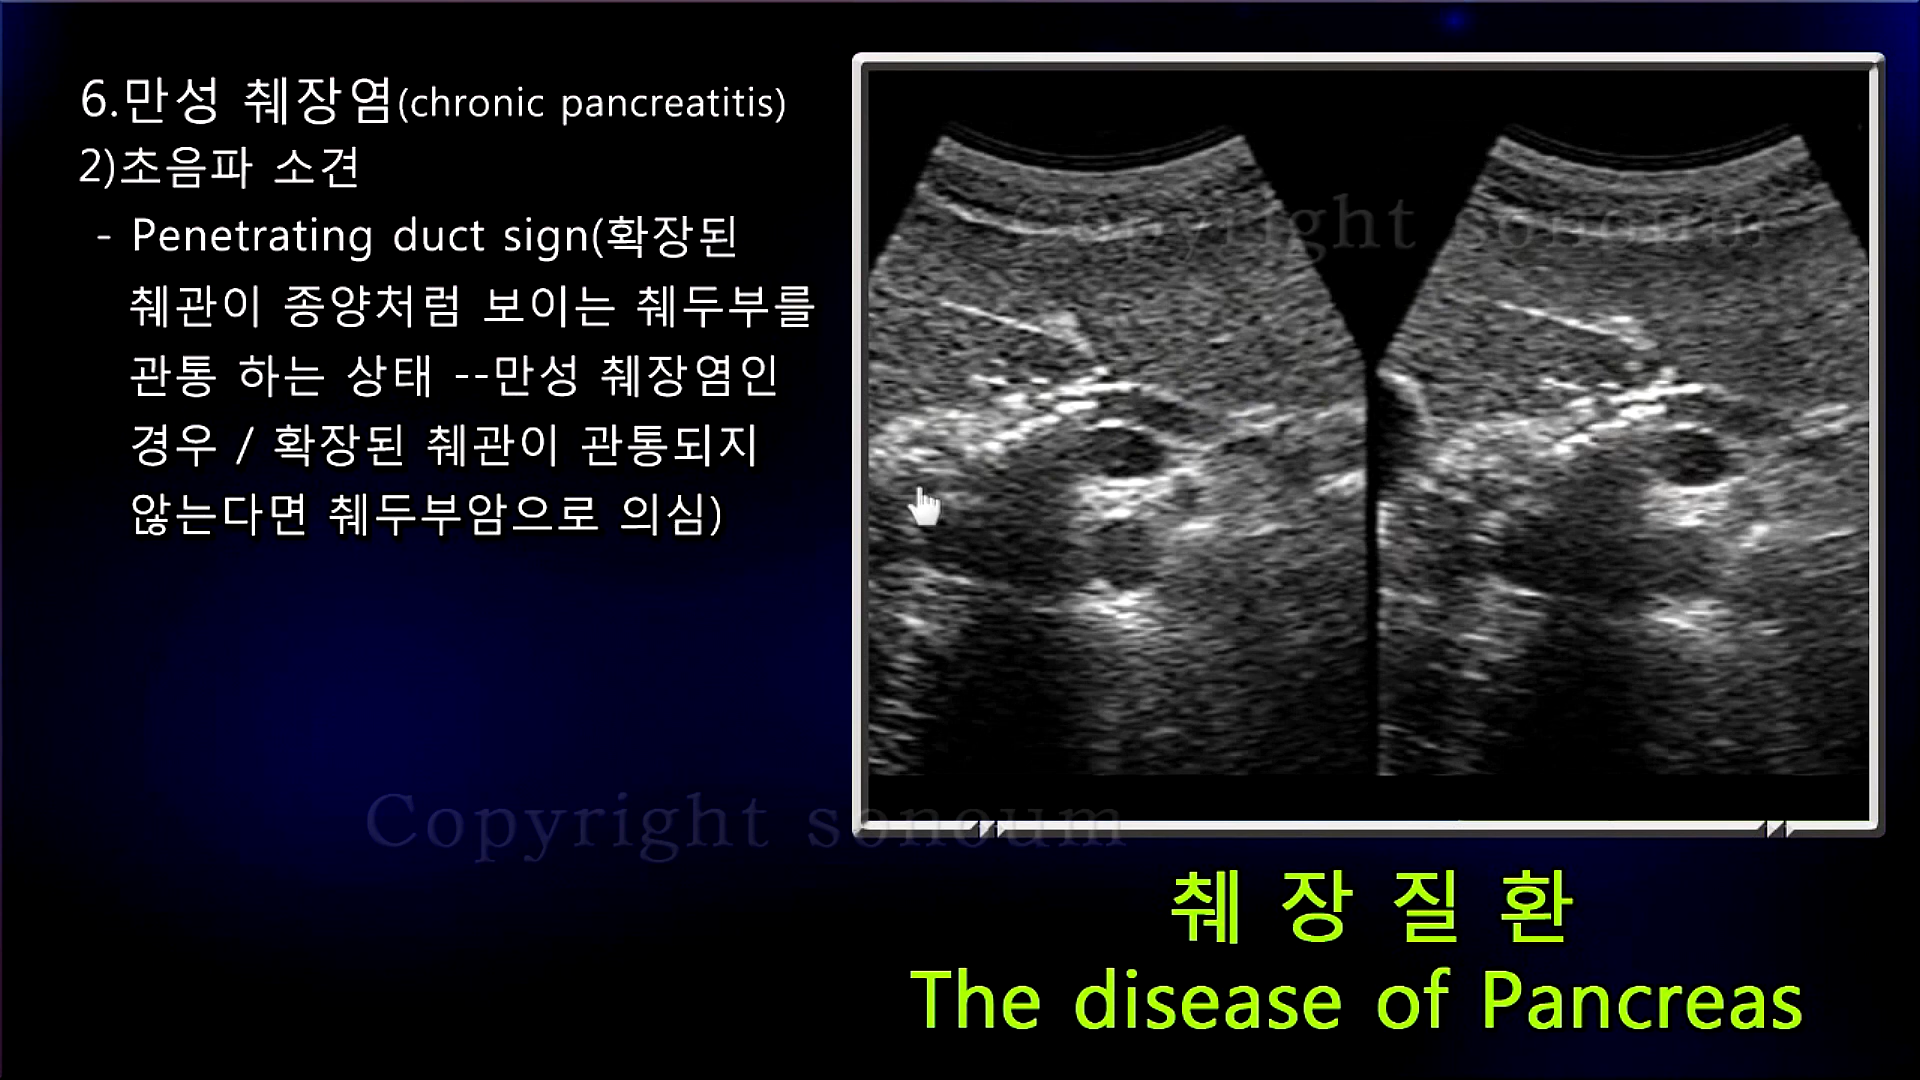 6.만성 췌장염(chronic pancreatitis)
2)초음파 소견
- Penetrating duct sign(확장된
췌관이 종양처럼 보이는 췌두부를
관통 하는 상태 --만성 췌장염인
경우 / 확장된 췌관이 관통되지
않는다면 췌두부암으로 의심)
Copyright sonoum
Copyright sonoum
췌 장 질 환
The disease of Pancreas